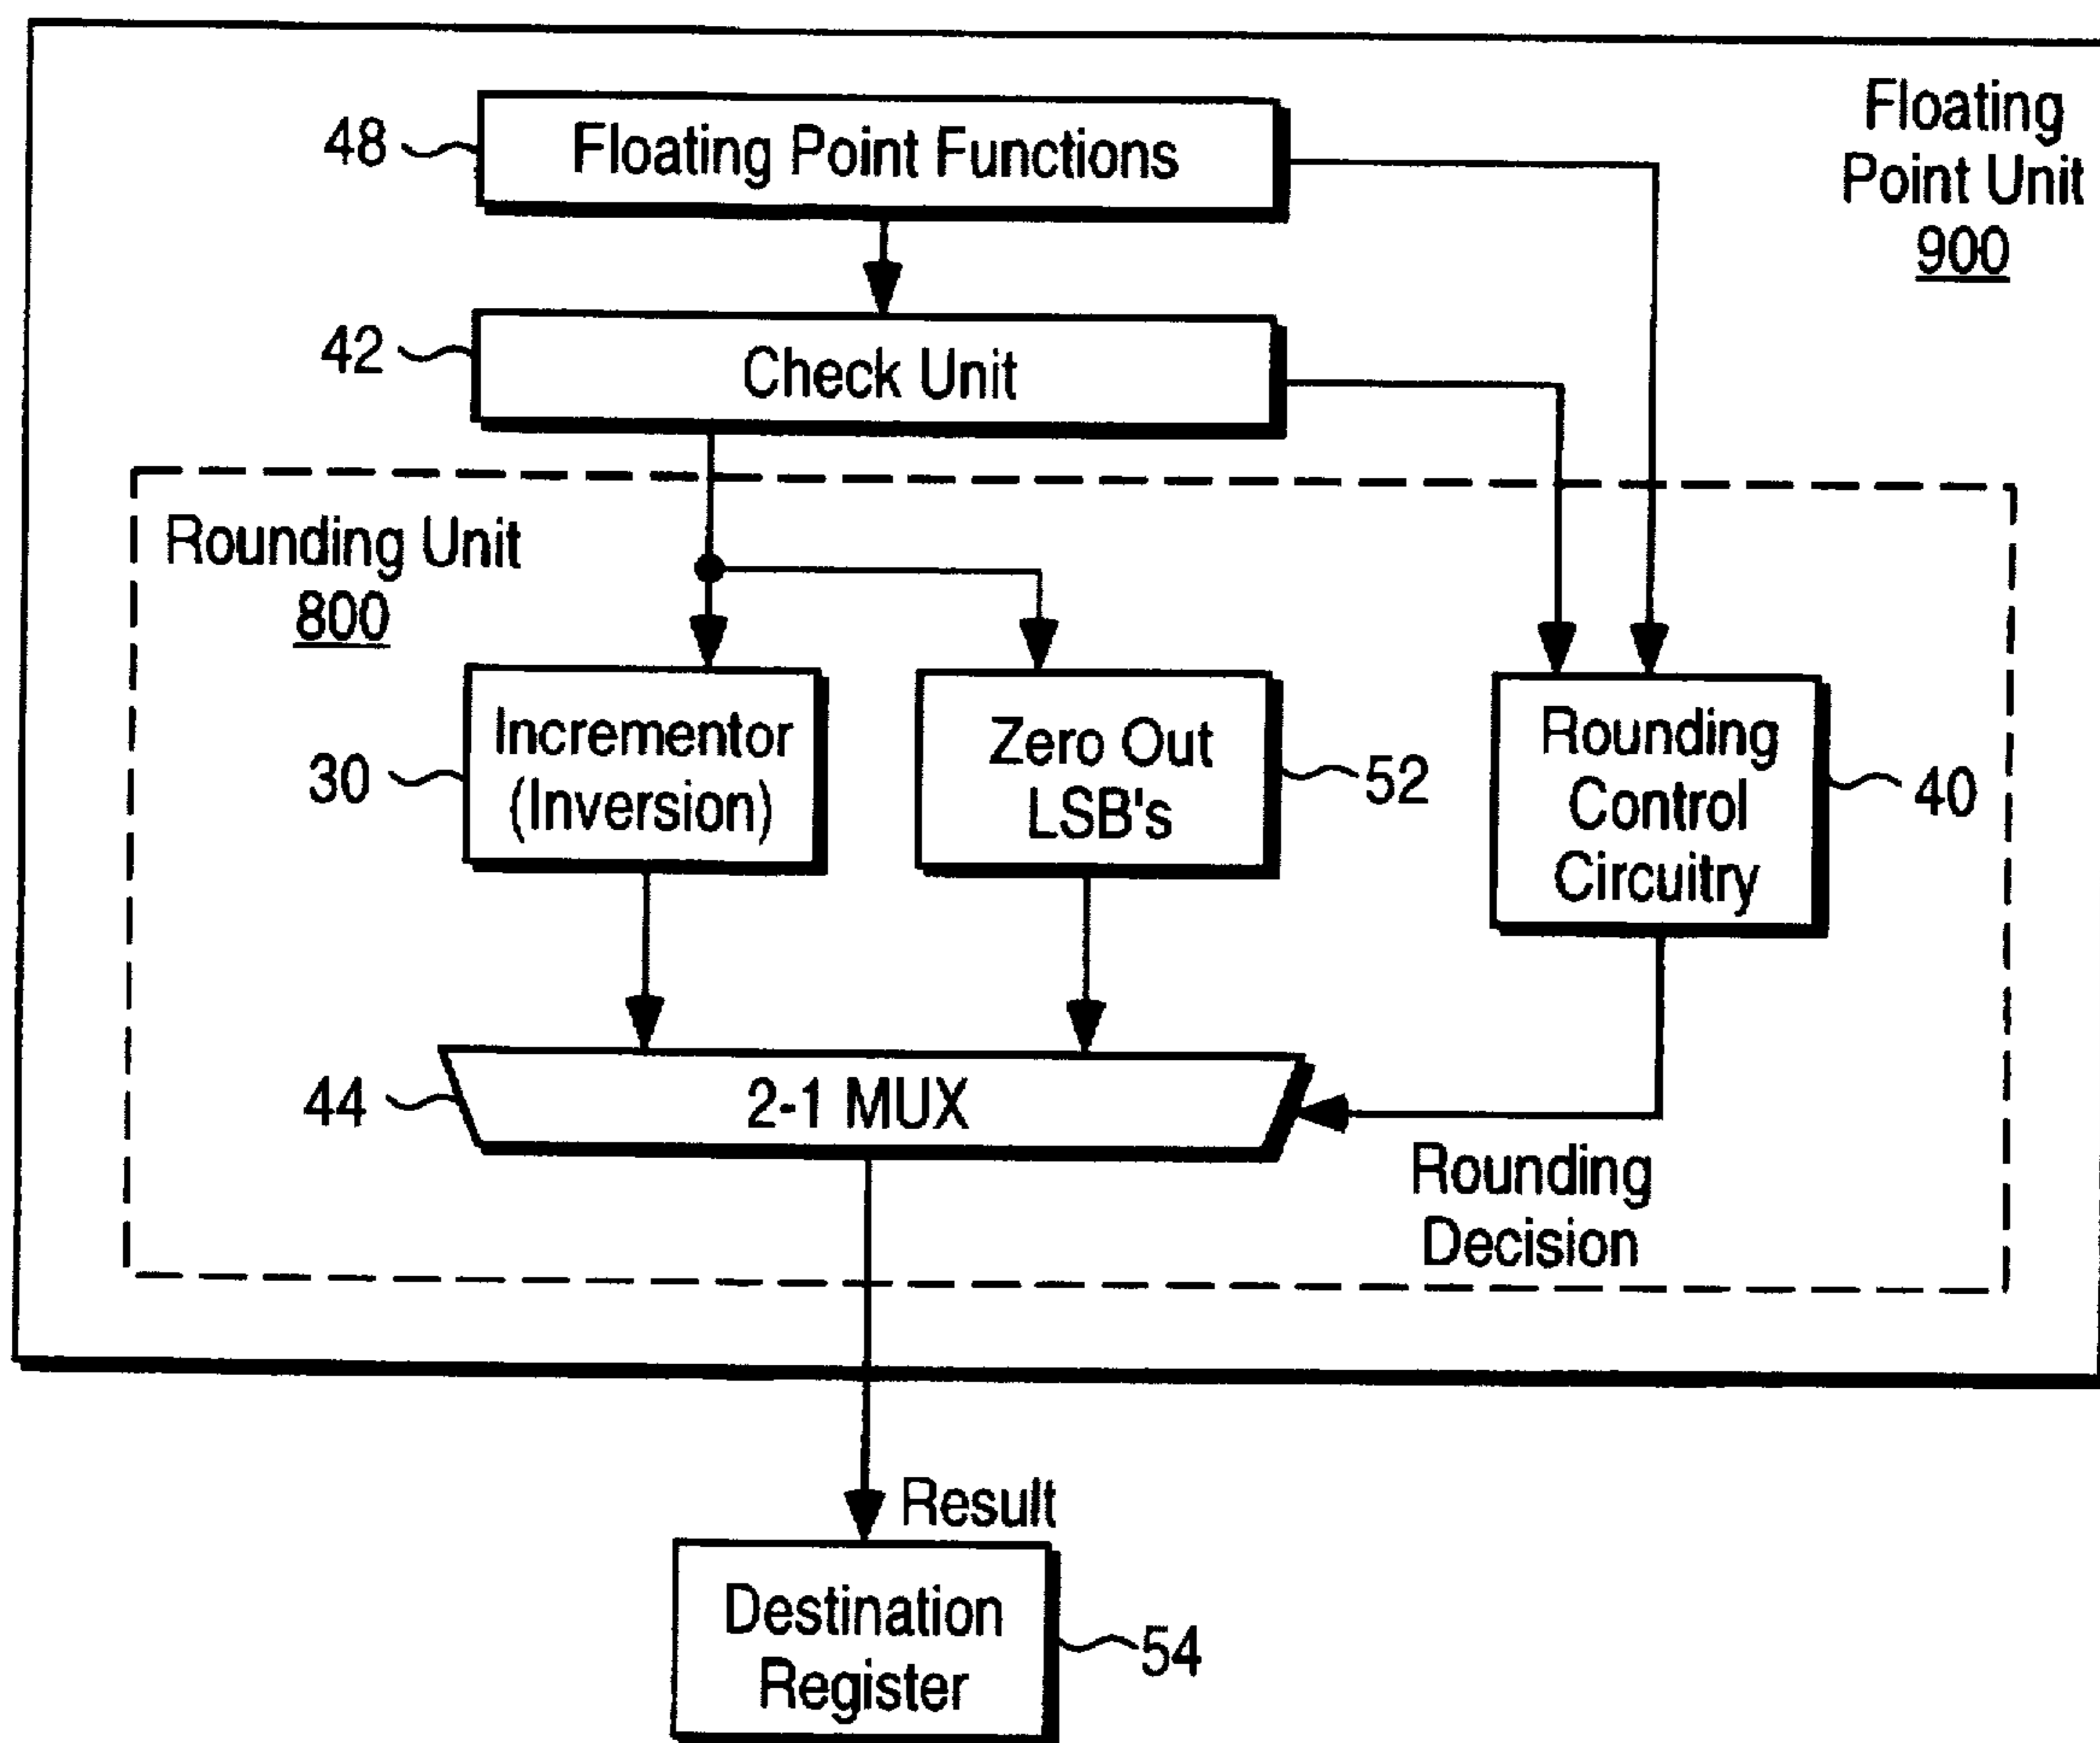 Floating
Point Unit
900
48
Floating Point Functions
42
Check Unit
Rounding Unit
800
30
Incrementor
(Inversion)
Zero Out
LSB's
52
Rounding
Control
Circuitry
40
44
2-1 MUX
Rounding
Decision
Result
Destination
Register
54